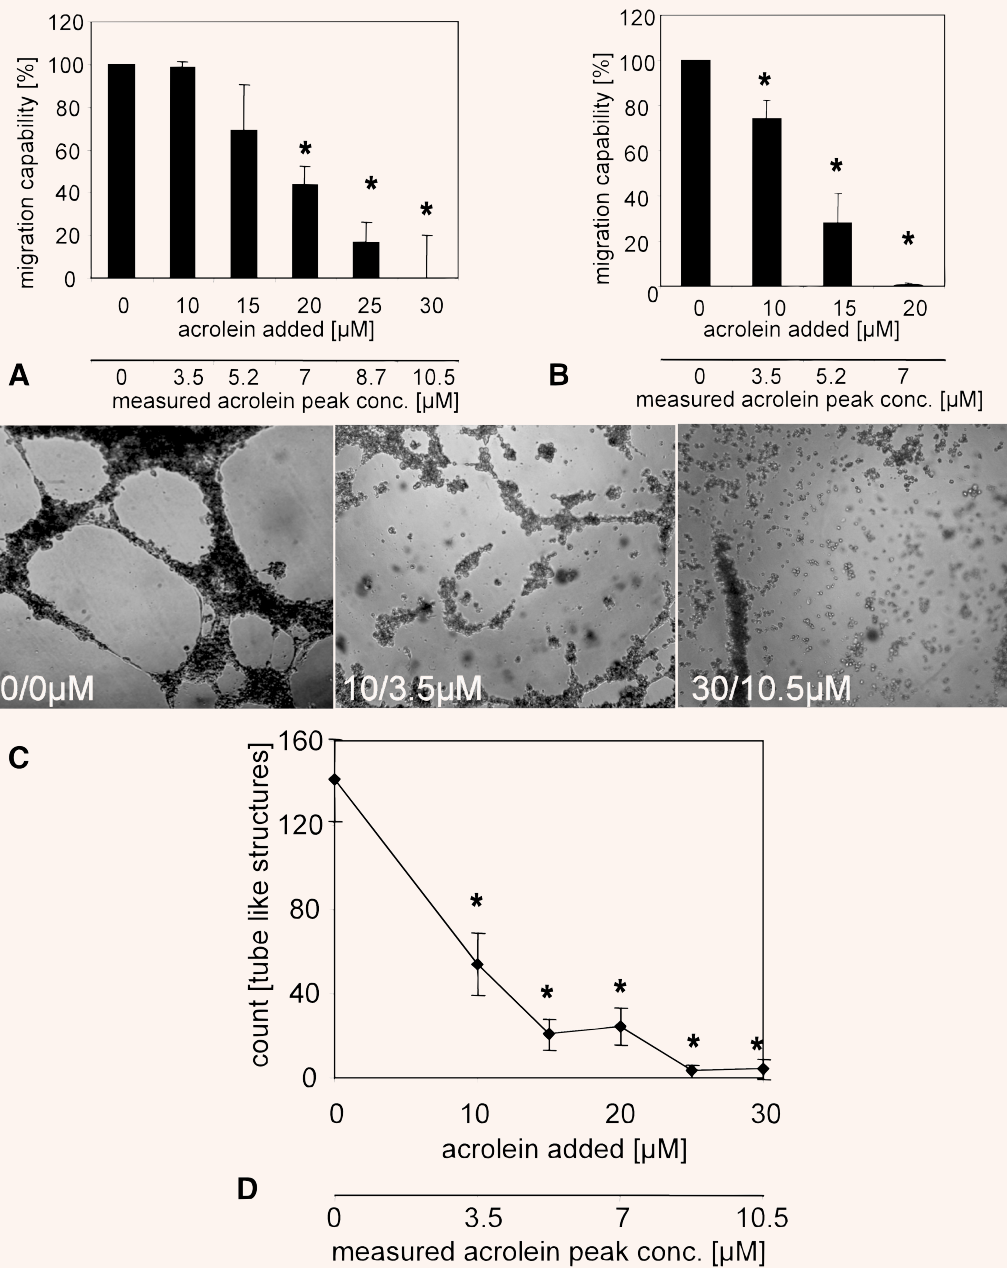 120
100
80
60
40
20
0
migration capability [%]
*
*
*
0 10 15 20 25 30
acrolein added [µM]
A
0 3.5 5.2 7 8.7 10.5
measured acrolein peak conc. [µM]
120
100
80
60
40
20
0
migration capability [%]
*
*
*
0 10 15 20
acrolein added [µM]
B
0 3.5 5.2 7
measured acrolein peak conc. [µM]
0/0µM
10/3.5µM
30/10.5µM
C
160
120
80
40
0
count [tube like structures]
*
*
*
*
*
0 10 20 30
acrolein added [µM]
D
0 3.5 7 10.5
measured acrolein peak conc. [µM]